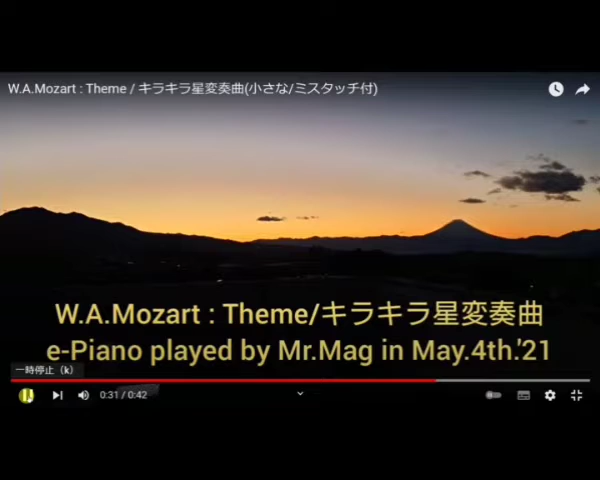 W.A.Mozart : Theme / キラキラ星変奏曲(小さな/ミスタッチ付)
W.A.Mozart : Theme/キラキラ星変奏曲
e-Piano played by Mr.Mag in May.4th.'21
一時停止（k）
0:31 / 0:42